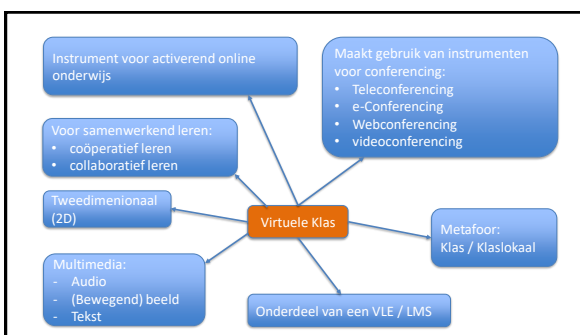 Instrument voor activerend online
onderwijs
Maakt gebruik van instrumenten
voor conferencing:
• Teleconferencing
• e-Conferencing
• Webconferencing
• videoconferencing
Voor samenwerkend leren:
• coöperatief leren
• collaboratief leren
Tweedimenionaal
(2D)
Virtuele Klas
Metafoor:
Klas / Klaslokaal
Multimedia:
- Audio
- (Bewegend) beeld
- Tekst
Onderdeel van een VLE / LMS